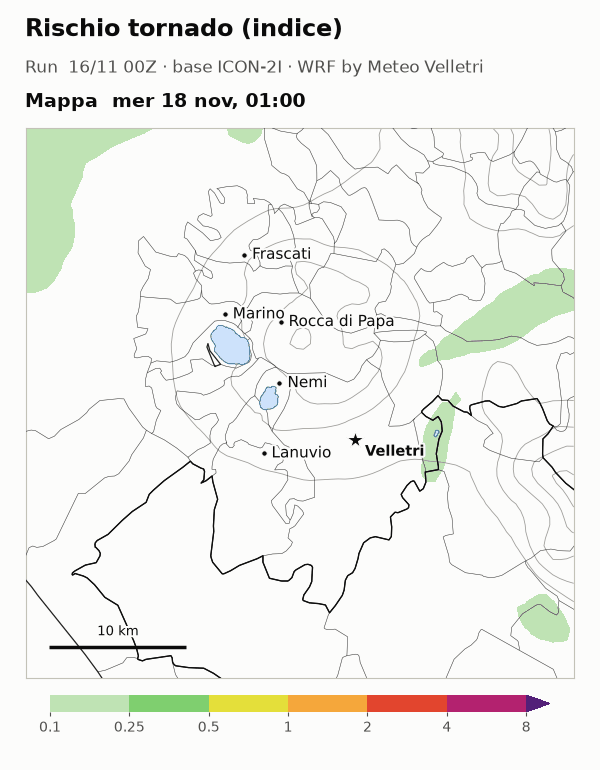 Rischio tornado (indice)
Run  16/11 00Z · base ICON-2I · WRF by Meteo Velletri
Mappa  mer 18 nov, 01:00
Frascati
Marino
Rocca di Papa
Nemi
Velletri
Lanuvio
10 km
0.1 0.25 0.5 1 2 4 8